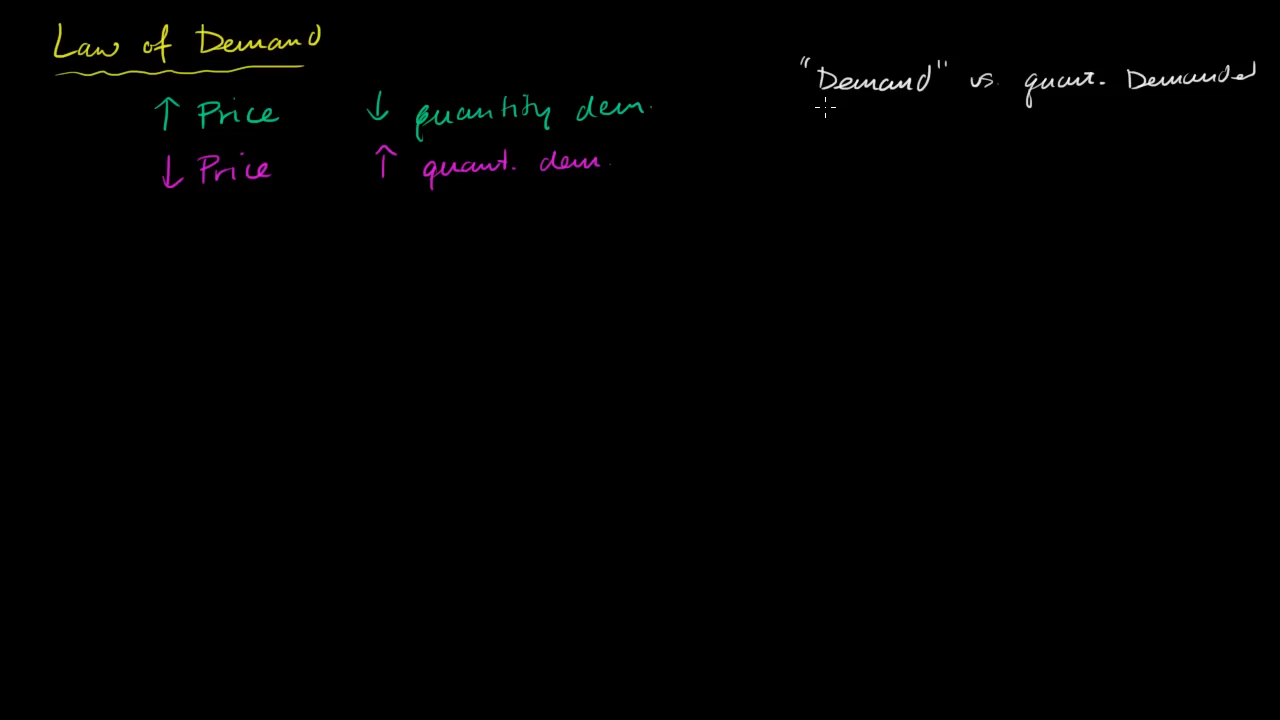 Law of Demand
"Demand" vs. quant. Demanded
↑ Price ↓ quantity dem.
↓ Price ↑ quant. dem.